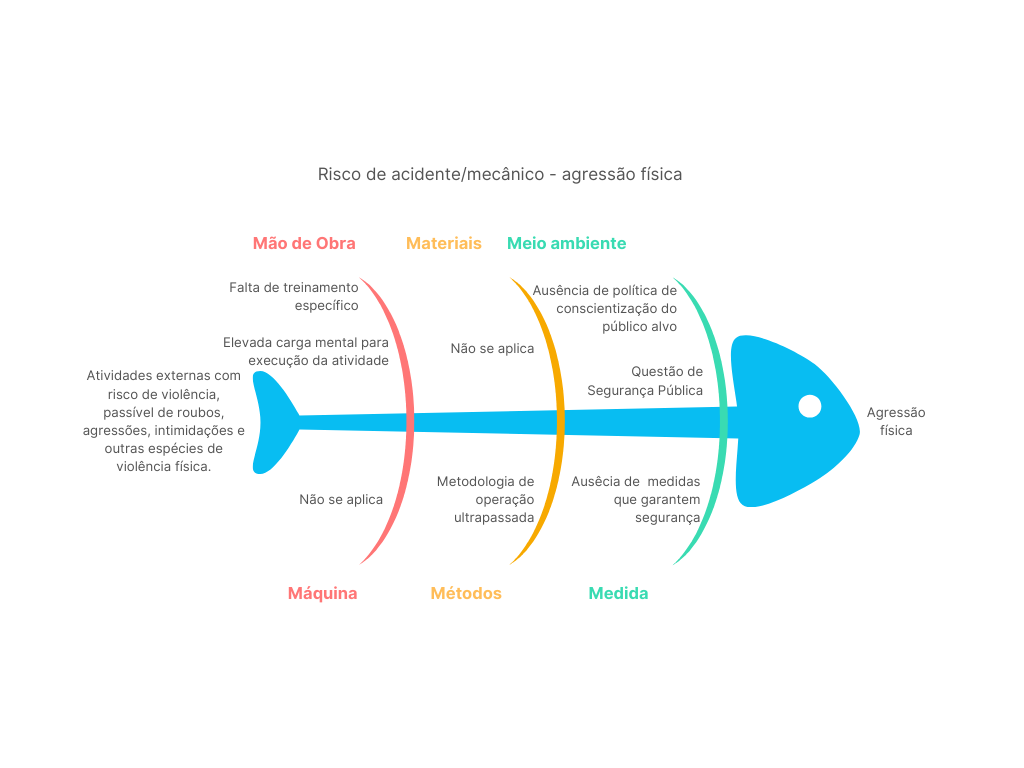 Risco de acidente/mecânico - agressão física
Mão de Obra
Materiais
Meio ambiente
Falta de treinamento
específico
Elevada carga mental para
execução da atividade
Não se aplica
Ausência de política de
conscientização do
público alvo
Questão de
Segurança Pública
Atividades externas com
risco de violência,
passível de roubos,
agressões, intimidações e
outras espécies de
violência física.
Agressão
física
Não se aplica
Metodologia de
operação
ultrapassada
Ausêcia de  medidas
que garantem
segurança
Máquina
Métodos
Medida